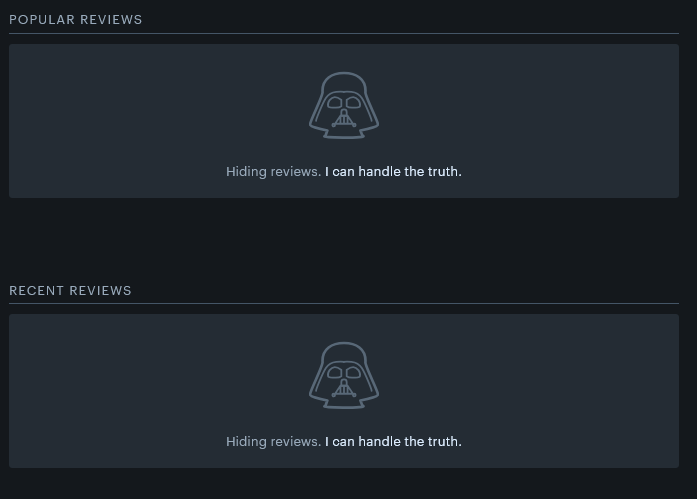 POPULAR REVIEWS
Hiding reviews. I can handle the truth.
RECENT REVIEWS
Hiding reviews. I can handle the truth.